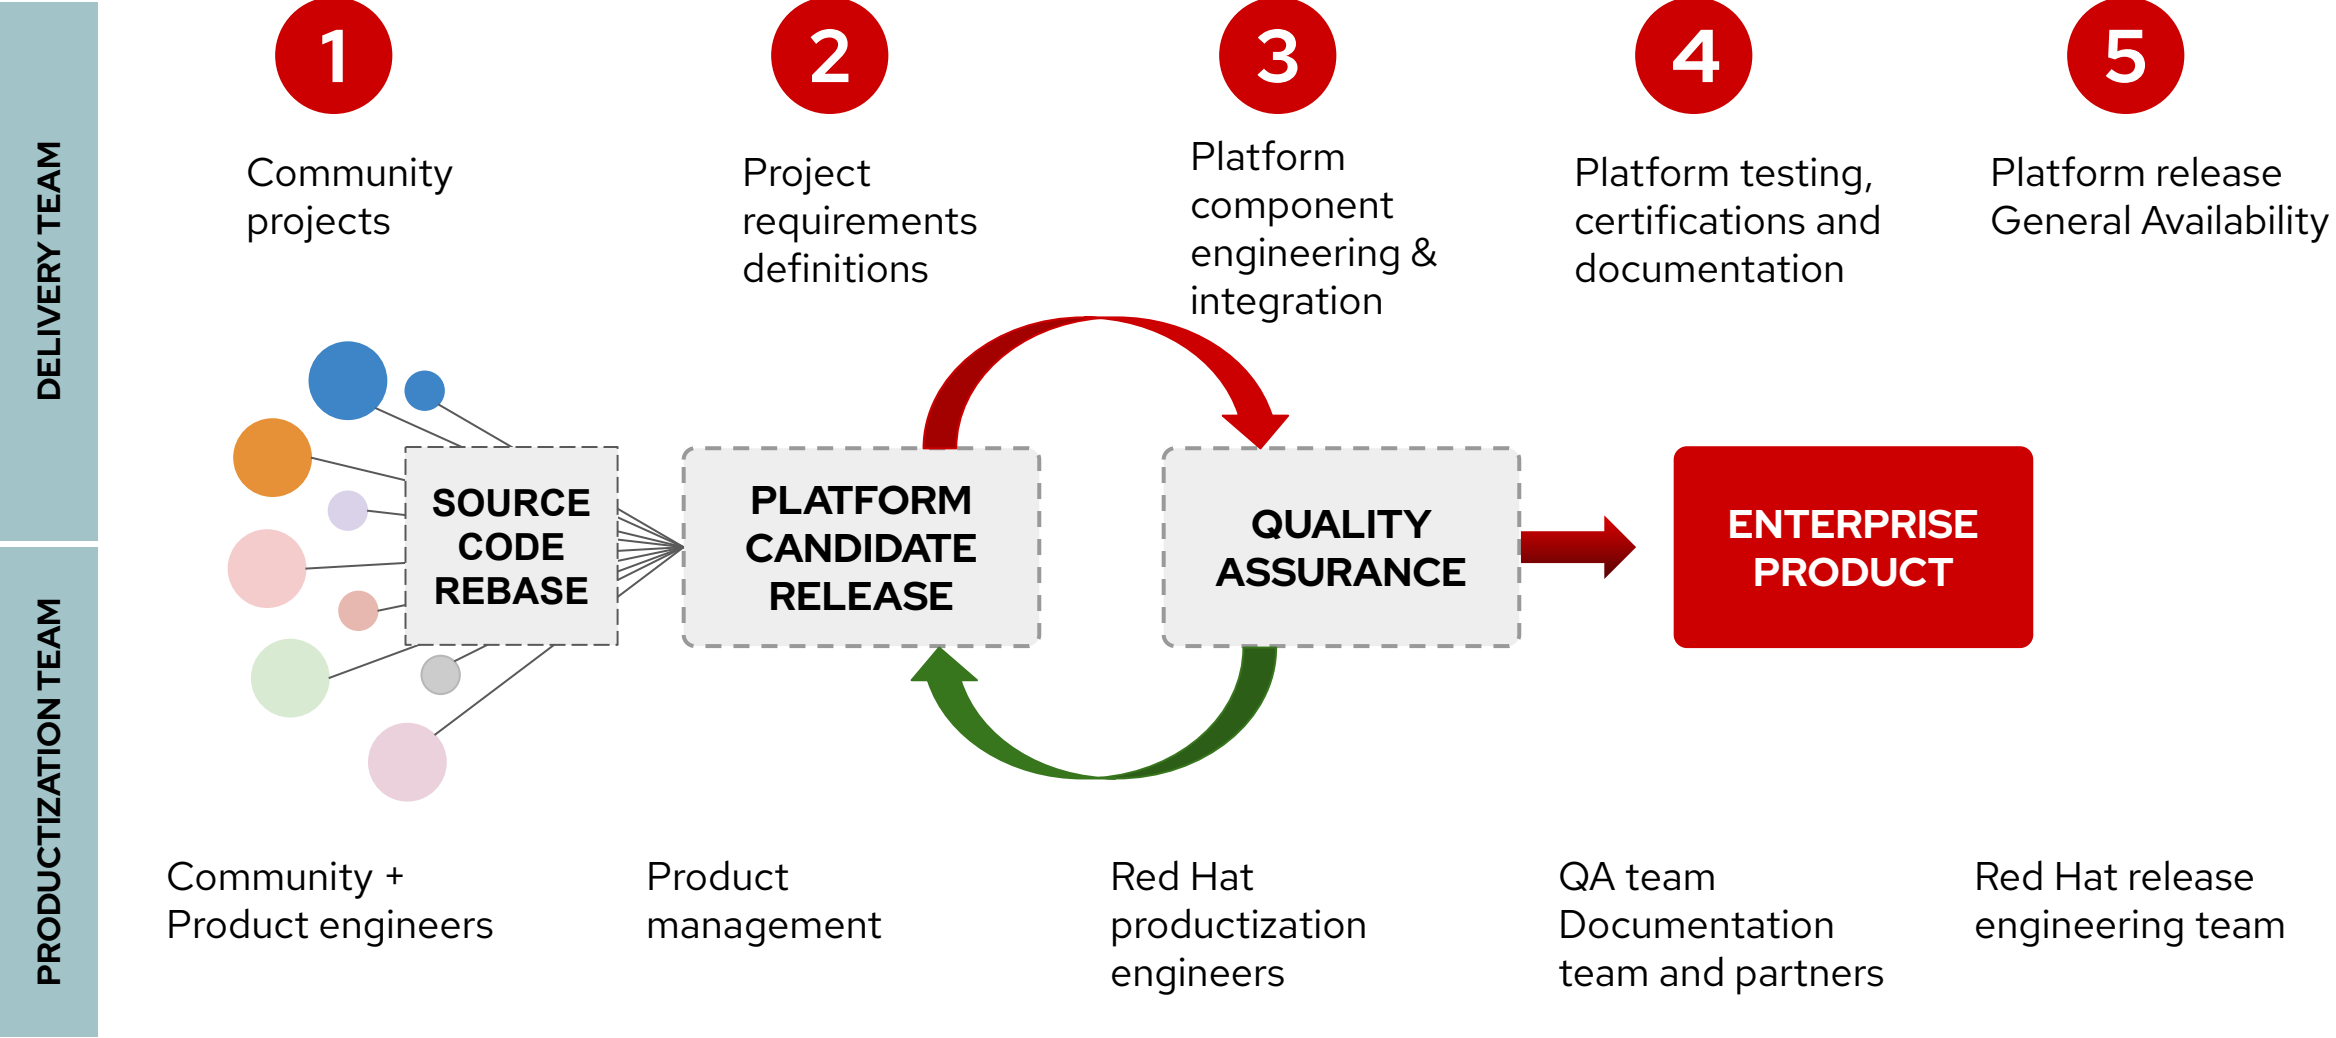 DELIVERY TEAM
PRODUCTIZATION TEAM
1
2
3
4
5
Community
projects
Project
requirements
definitions
Platform
component
engineering &
integration
Platform testing,
certifications and
documentation
Platform release
General Availability
SOURCE
CODE
REBASE
PLATFORM
CANDIDATE
RELEASE
QUALITY
ASSURANCE
ENTERPRISE
PRODUCT
Community +
Product engineers
Product
management
Red Hat
productization
engineers
QA team
Documentation
team and partners
Red Hat release
engineering team